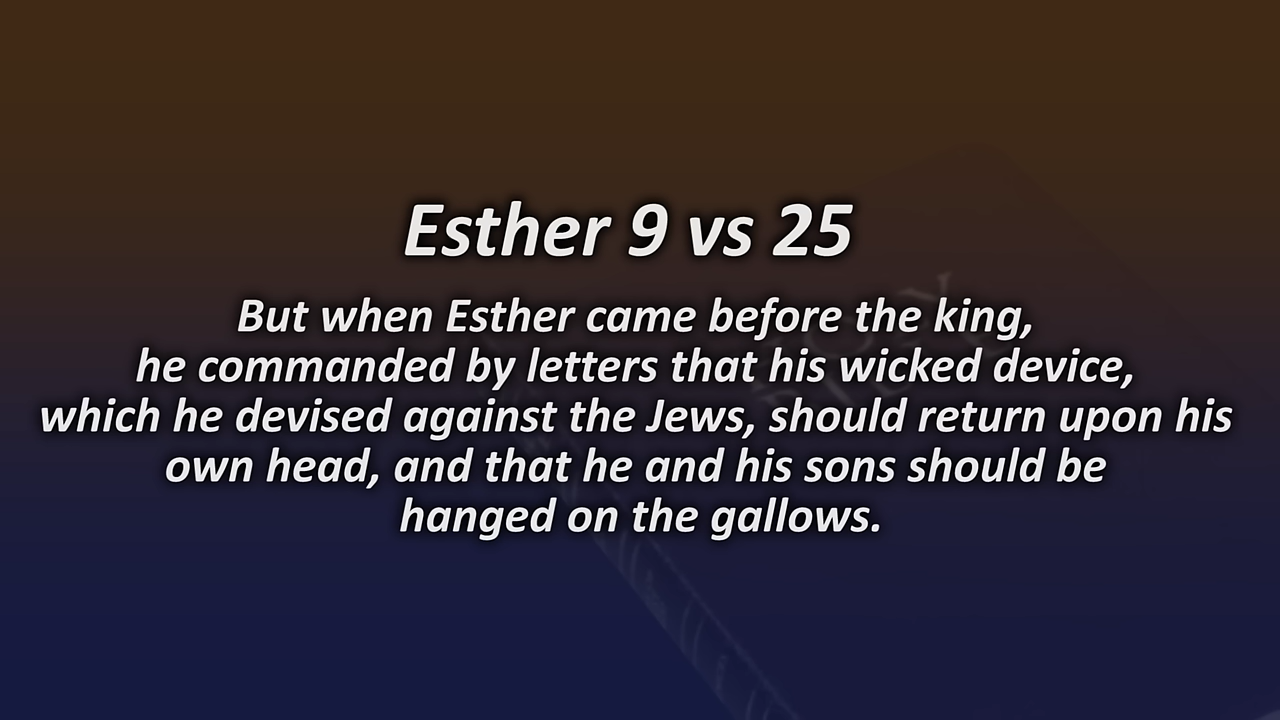 Esther 9 vs 25
But when Esther came before the king,
he commanded by letters that his wicked device,
which he devised against the Jews, should return upon his
own head, and that he and his sons should be
hanged on the gallows.